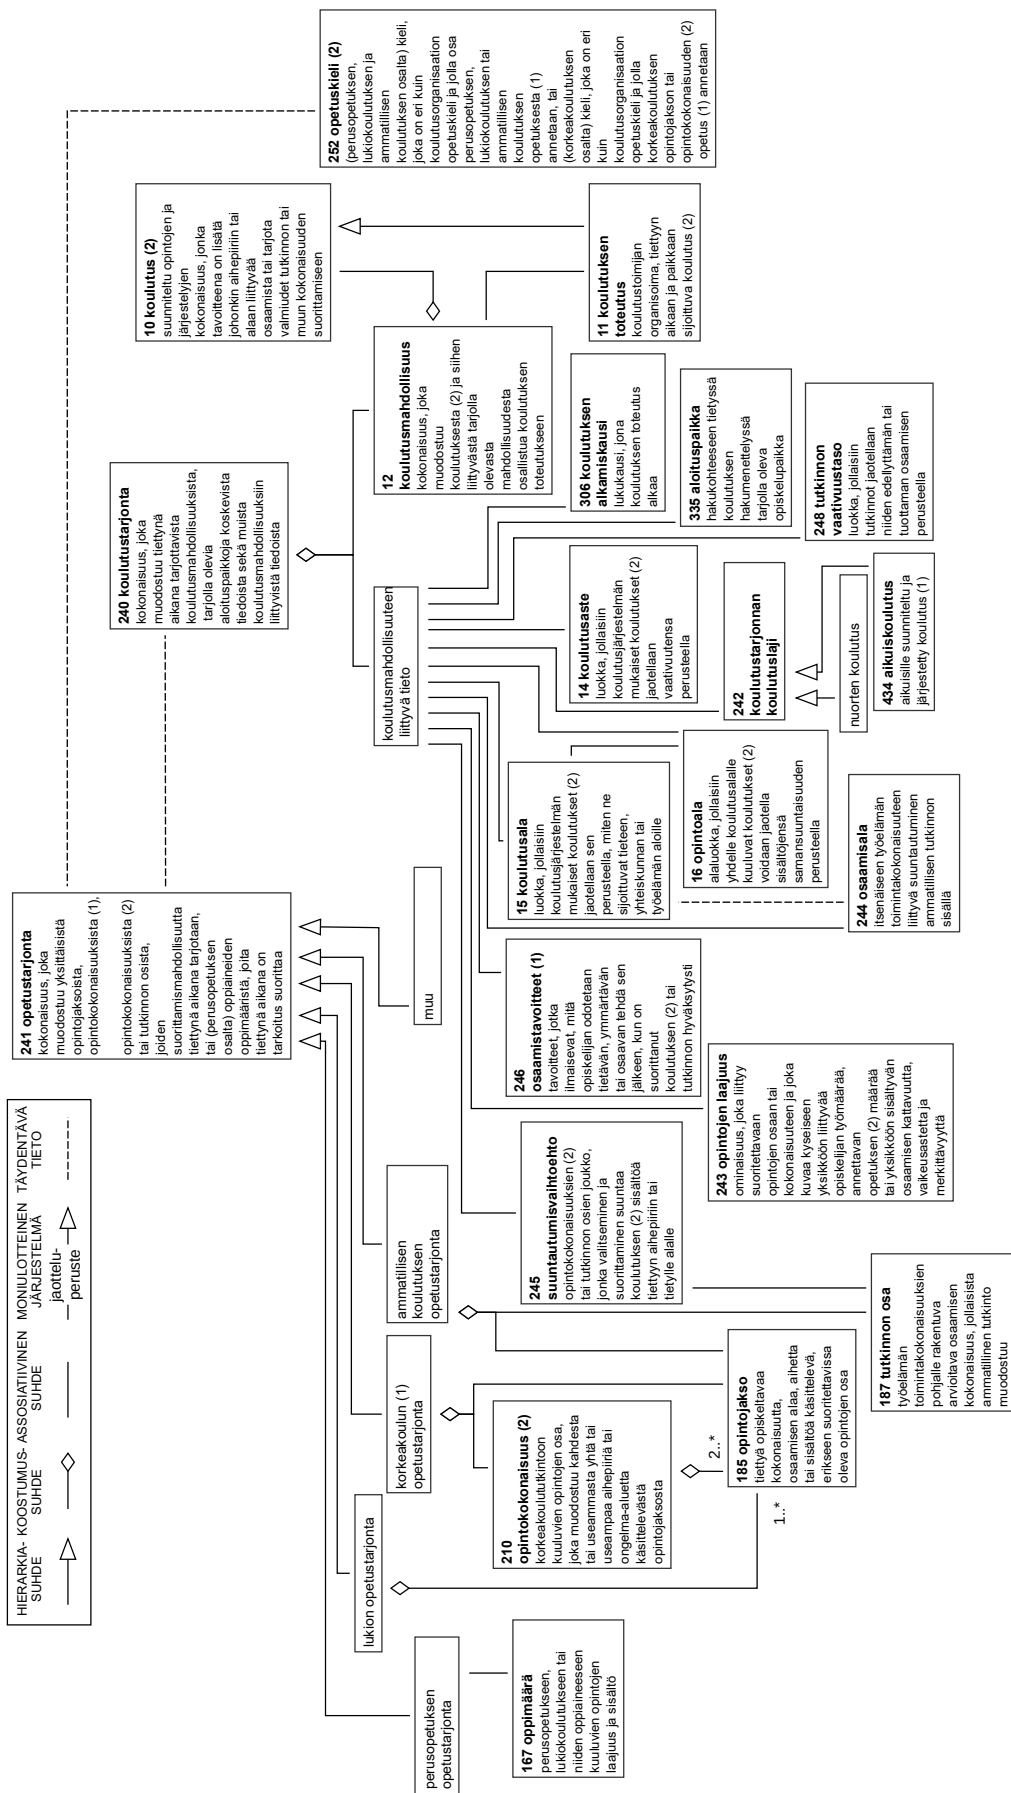 HIERARKIA- KOOSTUMUS- ASSOSIATIIVINEN MONIULOTTEINEN TÄYDENTÄVÄ
SUHDE SUHDE SUHDE JÄRJESTELMÄ TIETO
jaottelu-
peruste
241 opetustarjonta
kokonaisuus, joka
muodostuu yksittäisistä
opintojaksoista,
opintokokonaisuuksista (1),
opintokokonaisuuksista (2)
tai tutkinnon osista,
joiden
suorittamismahdollisuutta
tiettynä aikana tarjotaan,
tai (perusopetuksen
osalta) oppiaineiden
oppimääristä, joita
tiettynä aikana on
tarkoitus suorittaa
240 koulutustarjonta
kokonaisuus, joka
muodostuu tiettynä
aikana tarjottavista
koulutusmahdollisuuksista,
tarjolla olevia
aloituspaikkoja koskevista
tiedoista sekä muista
koulutusmahdollisuuksiin
liittyvistä tiedoista
10 koulutus (2)
suunniteltu opintojen ja
järjestelyjen
kokonaisuus, jonka
tavoitteena on lisätä
johonkin aihepiiriin tai
alaan liittyvää
osaamista tai tarjota
valmiudet tutkinnon tai
muun kokonaisuuden
suorittamiseen
252 opetuskieli (2)
(perusopetuksen,
lukiokoulutuksen ja
ammatillisen
koulutuksen osalta) kieli,
joka on eri kuin
koulutusorganisaation
opetuskieli ja jolla osa
perusopetuksen,
lukiokoulutuksen tai
ammatillisen
koulutuksen
opetuksesta (1)
annetaan, tai
(korkeakoulutuksen
osalta) kieli, joka on eri
kuin
koulutusorganisaation
opetuskieli ja jolla
korkeakoulutuksen
opintojakson tai
opintokokonaisuuden (2)
opetus (1) annetaan
perusopetuksen
opetustarjonta
lukion opetustarjonta
korkeakoulun (1)
opetustarjonta
ammatillisen
koulutuksen
opetustarjonta
muu
koulutusmahdollisuuteen
liittyvä tieto
12
koulutusmahdollisuus
kokonaisuus, joka
muodostuu
koulutuksesta (2) ja siihen
liittyvästä tarjolla
olevasta
mahdollisuudesta
osallistua koulutuksen
toteutukseen
11 koulutuksen
toteutus
koulutustoimijan
organisoima, tiettyyn
aikaan ja paikkaan
sijoittuva koulutus (2)
167 oppimäärä
perusopetukseen,
lukiokoulutukseen tai
niiden oppiaineeseen
kuuluvien opintojen
laajuus ja sisältö
210
opintokokonaisuus (2)
korkeakoulututkintoon
kuuluvien opintojen osa,
joka muodostuu kahdesta
tai useammasta yhtä tai
useampaa aihepiiriä tai
ongelma-aluetta
käsittelevästä
opintojaksosta
245
suuntautumisvaihtoehto
opintokokonaisuuksien (2)
tai tutkinnon osien joukko,
jonka valitseminen ja
suorittaminen suuntaa
koulutuksen (2) sisältöä
tiettyyn aihepiiriin tai
tietylle alalle
246
osaamistavoitteet (1)
tavoitteet, jotka
ilmaisevat, mitä
opiskelijan odotetaan
tietävän, ymmärtävän
tai osaavan tehdä sen
jälkeen, kun on
suorittanut
koulutuksen (2) tai
tutkinnon hyväksytysti
15 koulutusala
luokka, jollaisiin
koulutusjärjestelmän
mukaiset koulutukset (2)
jaotellaan sen
perusteella, miten ne
sijoittuvat tieteen,
yhteiskunnan tai
työelämän aloille
14 koulutusaste
luokka, jollaisiin
koulutusjärjestelmän
mukaiset koulutukset (2)
jaotellaan
vaativuutensa
perusteella
306 koulutuksen
alkamiskausi
lukukausi, jona
koulutuksen toteutus
alkaa
335 aloituspaikka
hakukohteeseen tietyssä
koulutuksen
hakumenettelyssä
tarjolla oleva
opiskelupaikka
248 tutkinnon
vaativuustaso
luokka, jollaisiin
tutkinnot jaotellaan
niiden edellyttämän tai
tuottaman osaamisen
perusteella
242
koulutustarjonnan
koulutuslaji
nuorten koulutus
434 aikuiskoulutus
aikuisille suunniteltu ja
järjestetty koulutus (1)
16 opintoala
alaluokka, jollaisiin
yhdelle koulutusalalle
kuuluvat koulutukset (2)
voidaan jaotella
sisältöjensä
samansuuntaisuuden
perusteella
244 osaamisala
itsenäiseen työelämän
toimintakokonaisuuteen
liittyvä suuntautuminen
ammatillisen tutkinnon
sisällä
243 opintojen laajuus
ominaisuus, joka liittyy
suoritettavaan
opintojen osaan tai
kokonaisuuteen ja joka
kuvaa kyseiseen
yksikköön liittyvää
opiskelijan työmäärää,
annettavan
opetuksen (2) määrää
tai yksikköön sisältyvän
osaamisen kattavuutta,
vaikeusastetta ja
merkittävyyttä
185 opintojakso
tiettyä opiskeltavaa
kokonaisuutta,
osaamisen alaa, aihetta
tai sisältöä käsittelevä,
erikseen suoritettavissa
oleva opintojen osa
2..*
1..*
187 tutkinnon osa
työelämän
toimintakokonaisuuksien
pohjalle rakentuva
arvioitava osaamisen
kokonaisuus, jollaisista
ammatillinen tutkinto
muodostuu